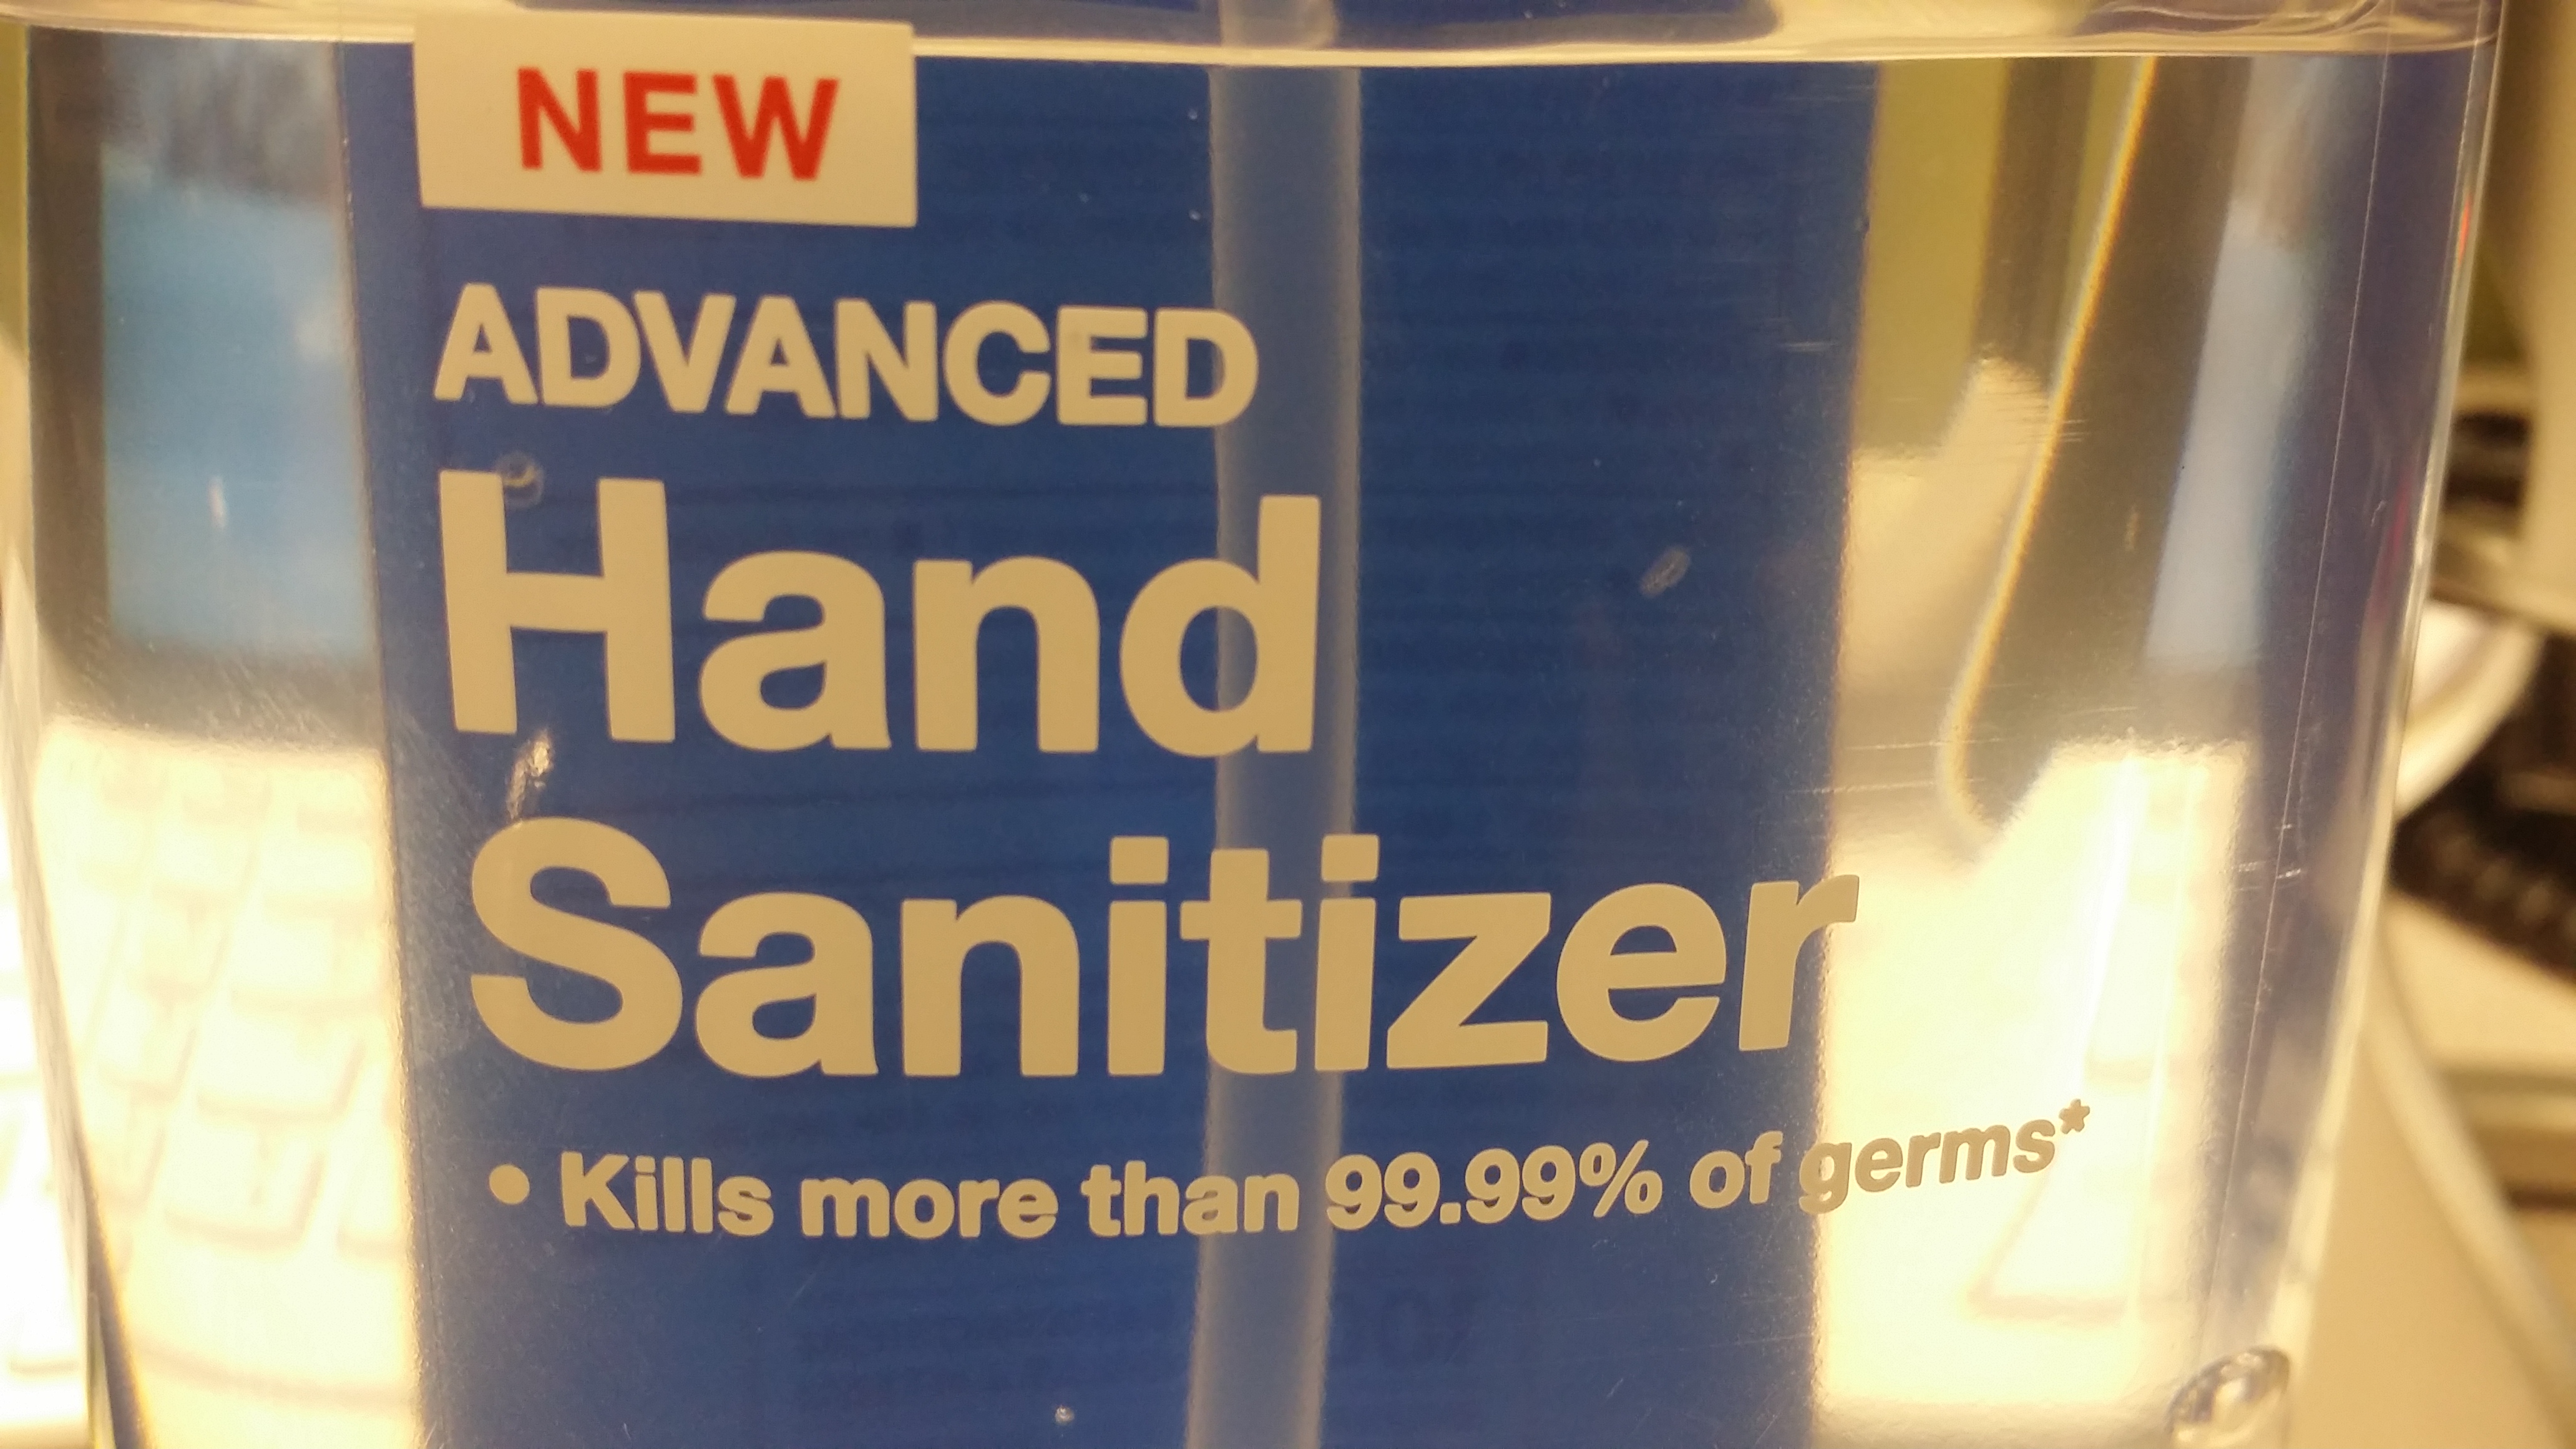 NEW
ADVANCED
Hand
Sanitizer
• Kills more than 99.99% of germs*